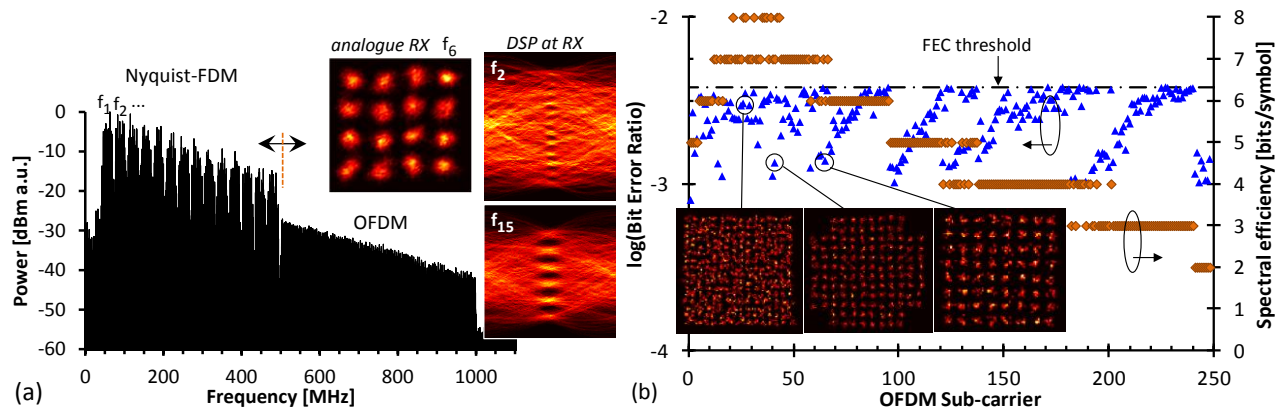 analogue RX f6
DSP at RX
Nyquist-FDM
f1 f2 ...
f2
f15
OFDM
0
-10
-20
-30
-40
-50
-60
Power [dBm a.u.]
0 200 400 600 800 1000
Frequency [MHz]
(a)
FEC threshold
-2
-3
-4
log(Bit Error Ratio)
8
7
6
5
4
3
2
1
0
Spectral efficiency [bits/symbol]
0 50 100 150 200 250
OFDM Sub-carrier
(b)